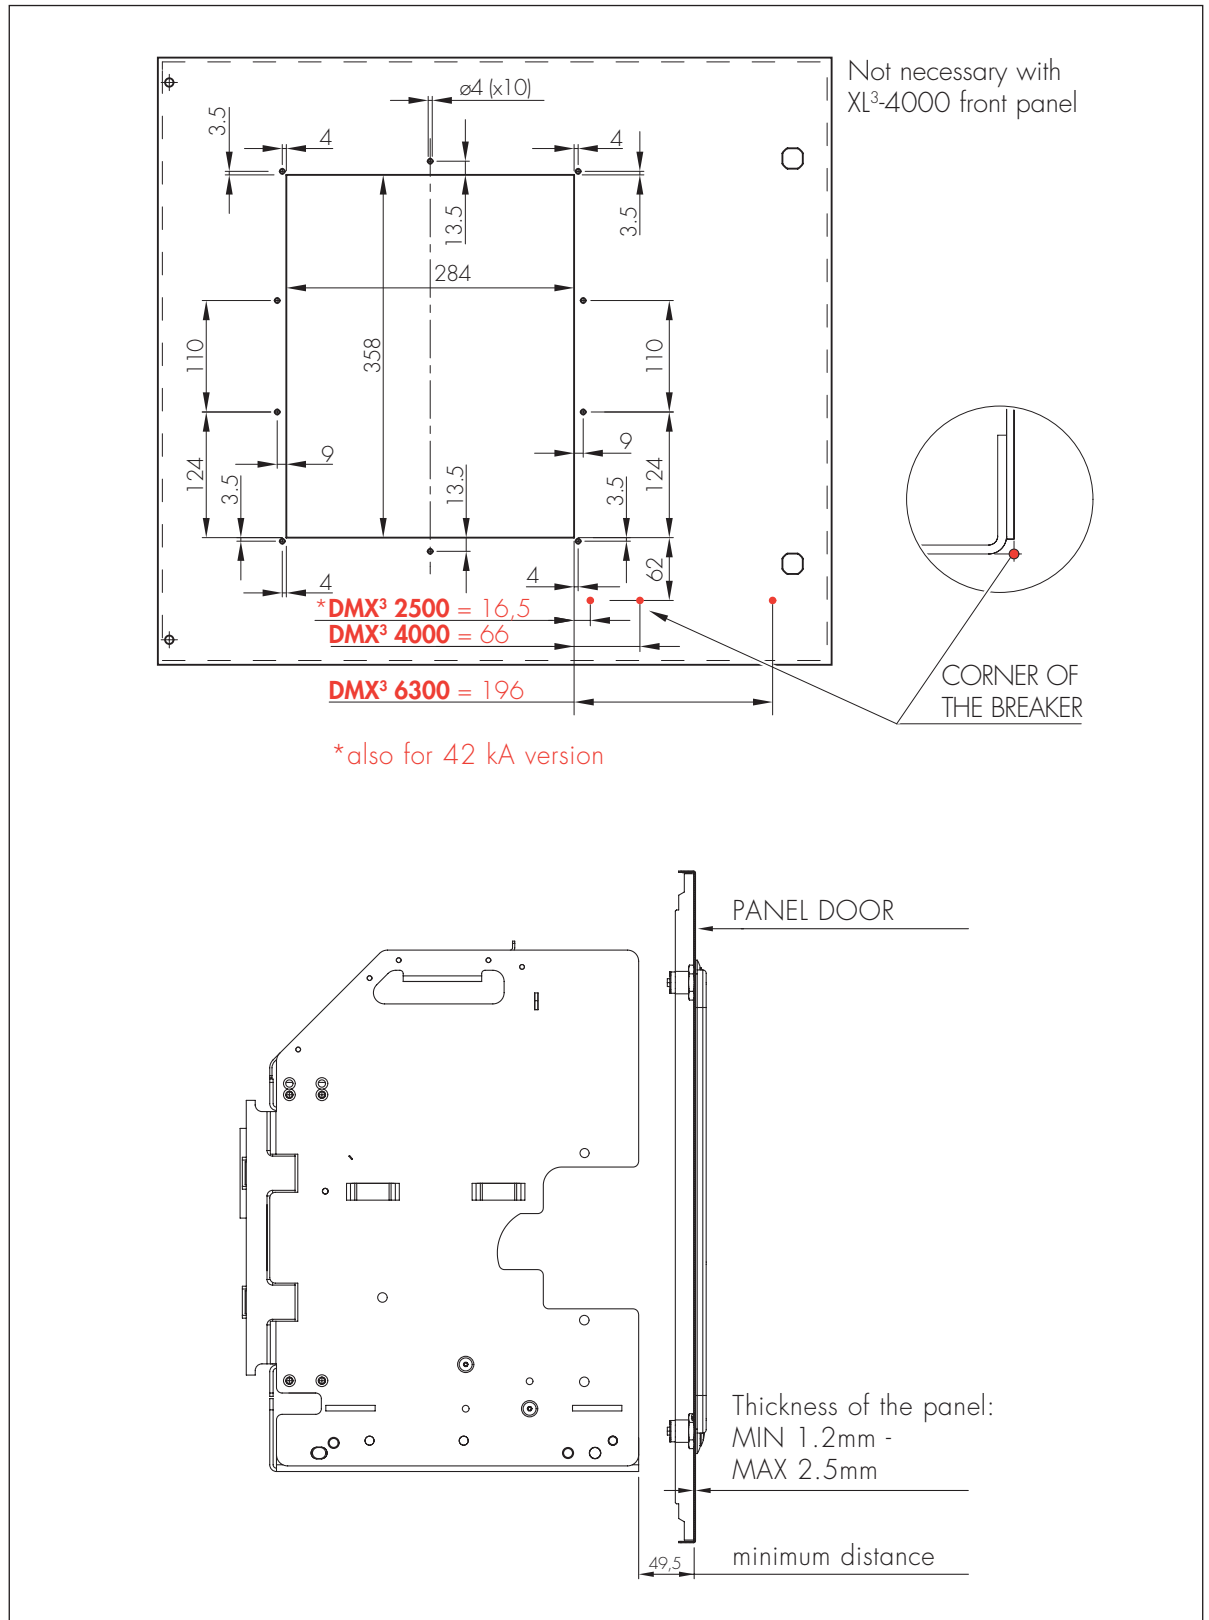 Not necessary with
XL³-4000 front panel
ø4 (x10)
3.5
4
4
13.5
3.5
284
358
110
110
124
9
9
124
3.5
13.5
3.5
62
4
4
*DMX³ 2500 = 16,5
DMX³ 4000 = 66
DMX³ 6300 = 196
CORNER OF
THE BREAKER
*also for 42 kA version
PANEL DOOR
Thickness of the panel:
MIN 1.2mm -
MAX 2.5mm
49,5
minimum distance